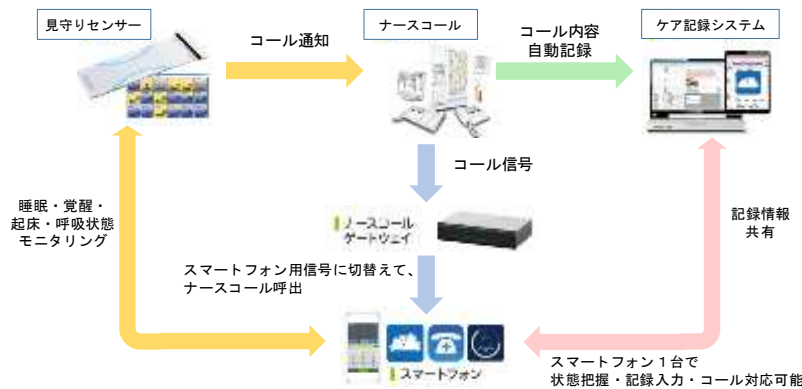 見守りセンサー
コール通知
ナースコール
コール内容
自動記録
ケア記録システム
コール信号
睡眠・覚醒・
起床・呼吸状態
モニタリング
ナースコール
ゲートウェイ
記録情報
共有
スマートフォン用信号に切替えて、
ナースコール呼出
スマートフォン
スマートフォン１台で
状態把握・記録入力・コール対応可能